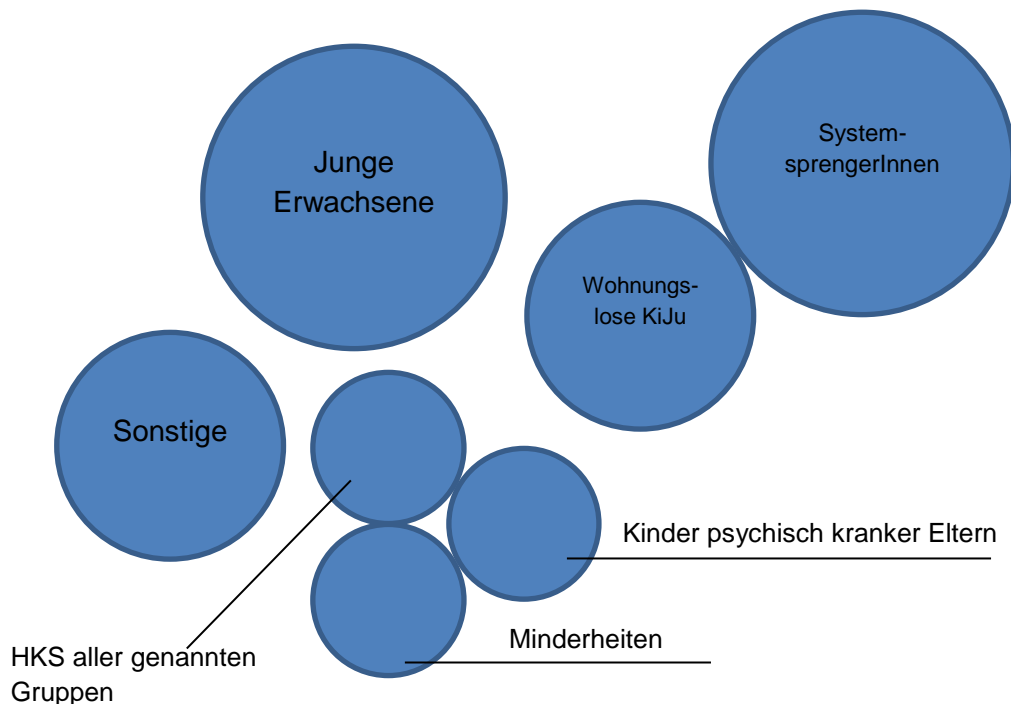 System-
sprengerInnen
Junge
Erwachsene
Wohnungs-
lose KiJu
Sonstige
Kinder psychisch kranker Eltern
Minderheiten
HKS aller genannten
Gruppen